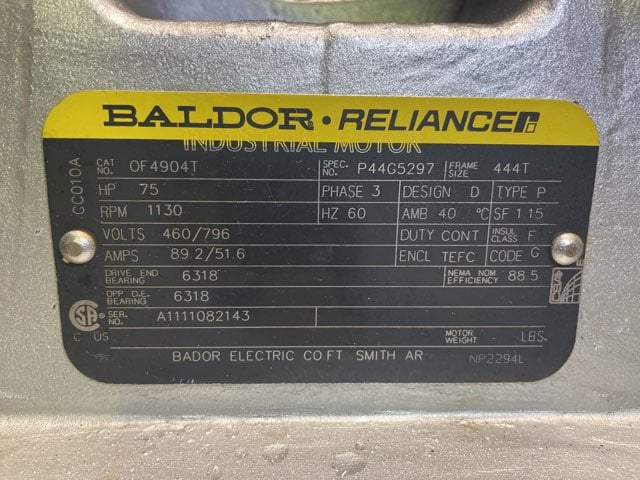 BALDOR • RELIANCE
INDUSTRIAL MOTOR
CC010A
CAT. NO. OF4904T SPEC. NO. P44G5297 FRAME SIZE 444T
HP 75 PHASE 3 DESIGN D TYPE P
RPM 1130 HZ 60 AMB 40 °C SF 1.15
VOLTS 460/796 DUTY CONT INSUL CLASS F
AMPS 89.2/51.6 ENCL TEFC CODE G
DRIVE END BEARING 6318 NEMA NOM EFFICIENCY 88.5
OPP D.E. BEARING 6318
SER. NO. A1111082143
C US MOTOR WEIGHT LBS.
BADOR ELECTRIC CO.FT SMITH AR NP2294L